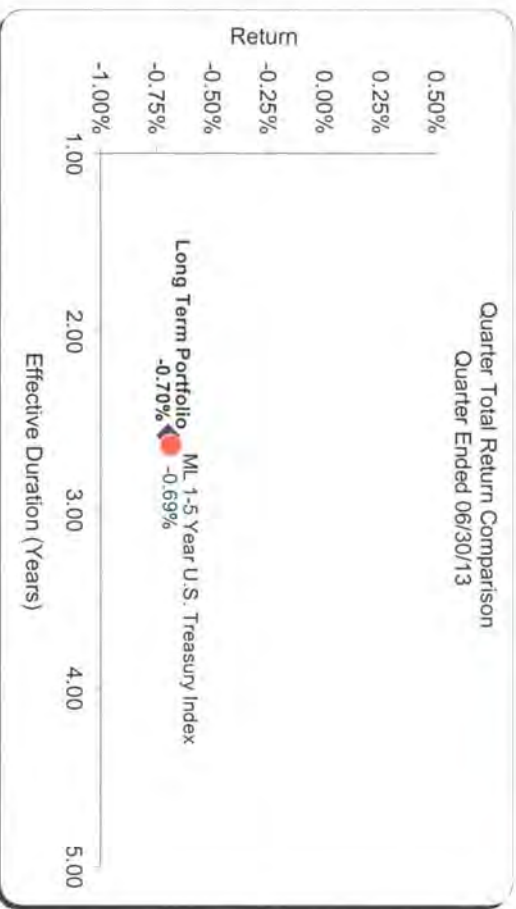 Quarter Total Return Comparison
Quarter Ended 06/30/13
Return
0.50%
0.25%
0.00%
-0.25%
-0.50%
-0.75%
-1.00%
Long Term Portfolio
-0.70%
ML 1-5 Year U.S. Treasury Index
-0.69%
1.00
2.00
3.00
4.00
5.00
Effective Duration (Years)